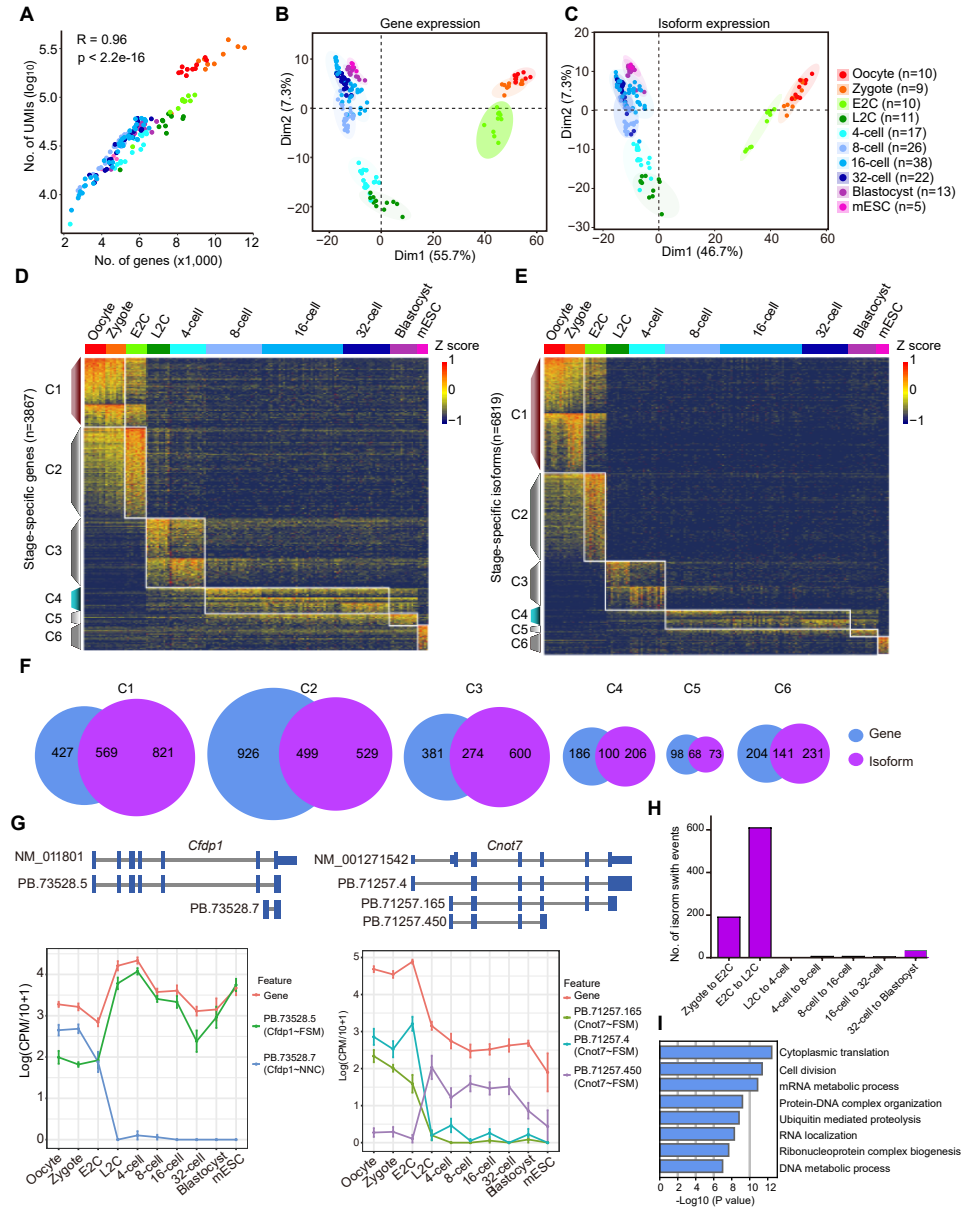 A
R = 0.96
p < 2.2e-16
No. of UMIs (log10)
5.5
5.0
4.5
4.0
2 4 6 8 10 12
No. of genes (x1,000)
B
Gene expression
Dim2 (7.3%)
20
10
0
−10
−20
−20 0 20 40 60
Dim1 (55.7%)
C
Isoform expression
Dim2 (7.3%)
20
10
0
−10
−20
−30
−20 0 20 40 60
Dim1 (46.7%)
Oocyte (n=10)
Zygote (n=9)
E2C (n=10)
L2C (n=11)
4-cell (n=17)
8-cell (n=26)
16-cell (n=38)
32-cell (n=22)
Blastocyst (n=13)
mESC (n=5)
D
Oocyte Zygote E2C L2C 4-cell 8-cell 16-cell 32-cell Blastocyst mESC
Z score
1
0
−1
Stage-specific genes (n=3867)
C1
C2
C3
C4
C5
C6
E
Oocyte Zygote E2C L2C 4-cell 8-cell 16-cell 32-cell Blastocyst mESC
Z score
1
0
−1
Stage-specific isoforms(n=6819)
C1
C2
C3
C4
C5
C6
F
C1 C2 C3 C4 C5 C6
427 569 821
926 499 529
381 274 600
186 100 206
98 68 73
204 141 231
Gene
Isoform
G
Cfdp1
NM_011801
PB.73528.5
PB.73528.7
Cnot7
NM_001271542
PB.71257.4
PB.71257.165
PB.71257.450
Log(CPM/10+1)
4
3
2
1
0
Oocyte Zygote E2C L2C 4-cell 8-cell 16-cell 32-cell Blastocyst mESC
Feature
Gene
PB.73528.5
(Cfdp1~FSM)
PB.73528.7
(Cfdp1~NNC)
Log(CPM/10+1)
5
4
3
2
1
0
Oocyte Zygote E2C L2C 4-cell 8-cell 16-cell 32-cell Blastocyst mESC
Feature
Gene
PB.71257.165
(Cnot7~FSM)
PB.71257.4
(Cnot7~FSM)
PB.71257.450
(Cnot7~FSM)
H
No. of isorom swith events
600
400
200
0
Zygote to E2C
E2C to L2C
L2C to 4-cell
4-cell to 8-cell
8-cell to 16-cell
16-cell to 32-cell
32-cell to Blastocyst
I
Cytoplasmic translation
Cell division
mRNA metabolic process
Protein-DNA complex organization
Ubiquitin mediated proteolysis
RNA localization
Ribonucleoprotein complex biogenesis
DNA metabolic process
0 2 4 6 8 10 12
-Log10 (P value)